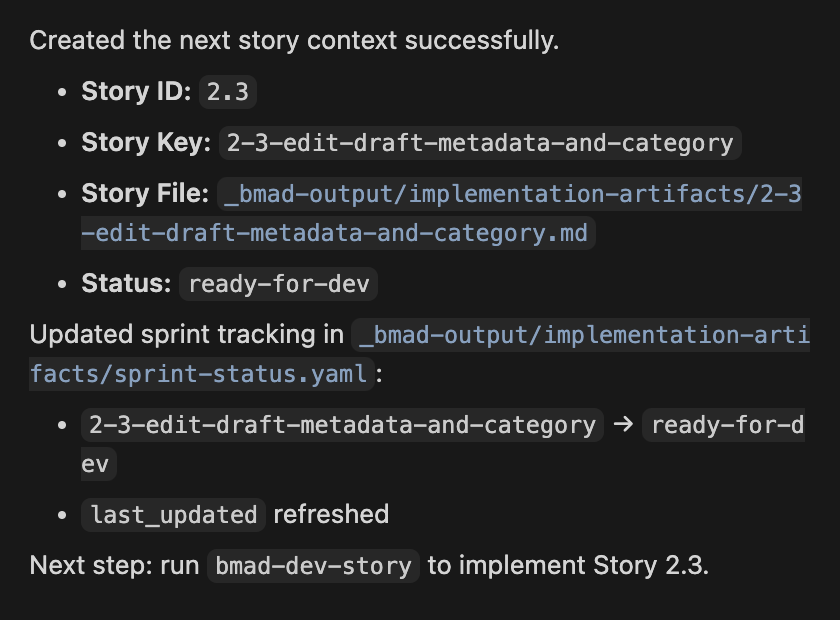 Created the next story context successfully.
• Story ID: 2.3
• Story Key: 2-3-edit-draft-metadata-and-category
• Story File: _bmad-output/implementation-artifacts/2-3
-edit-draft-metadata-and-category.md
• Status: ready-for-dev
Updated sprint tracking in _bmad-output/implementation-arti
facts/sprint-status.yaml:
• 2-3-edit-draft-metadata-and-category → ready-for-d
ev
• last_updated refreshed
Next step: run bmad-dev-story to implement Story 2.3.